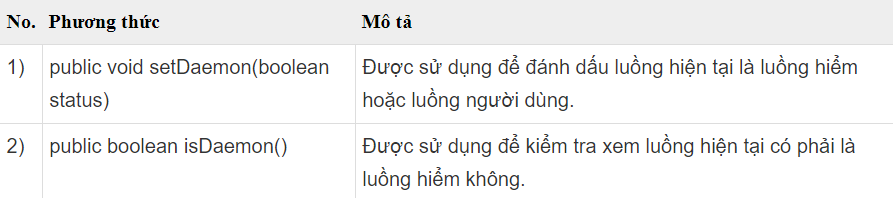 No. Phương thức Mô tả
1) public void setDaemon(boolean Được sử dụng để đánh dấu luồng hiện tại là luồng hiểm
status) hoặc luồng người dùng.
2) public boolean isDaemon() Được sử dụng để kiểm tra xem luồng hiện tại có phải là
luồng hiểm không.